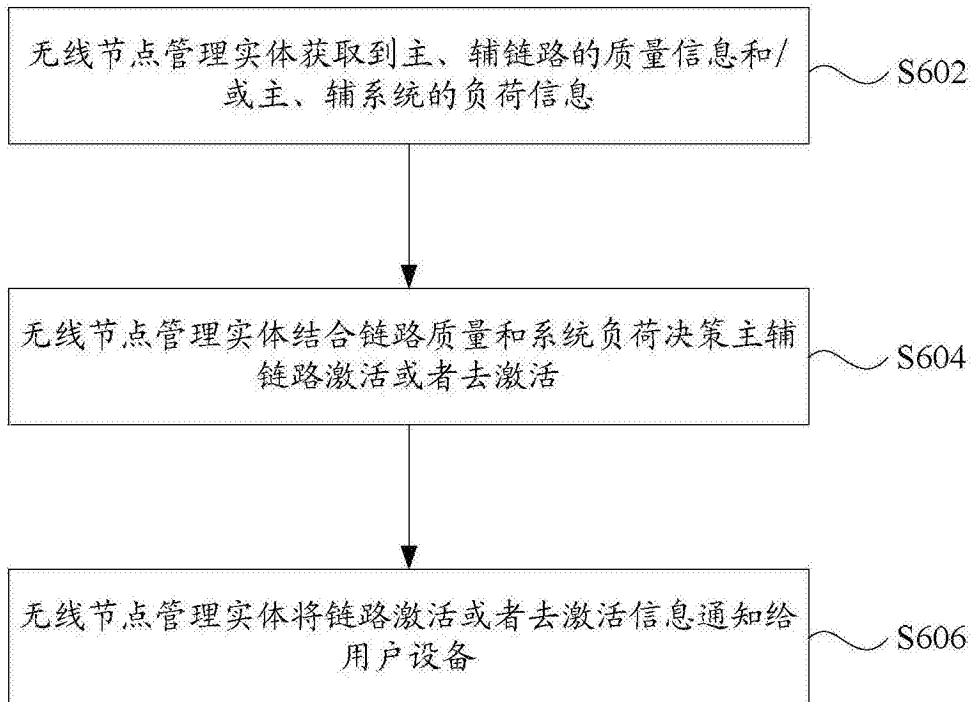 无线节点管理实体获取到主、辅链路的质量信息和/
或主、辅系统的负荷信息
S602
无线节点管理实体结合链路质量和系统负荷决策主辅
链路激活或者去激活
S604
无线节点管理实体将链路激活或者去激活信息通知给
用户设备
S606